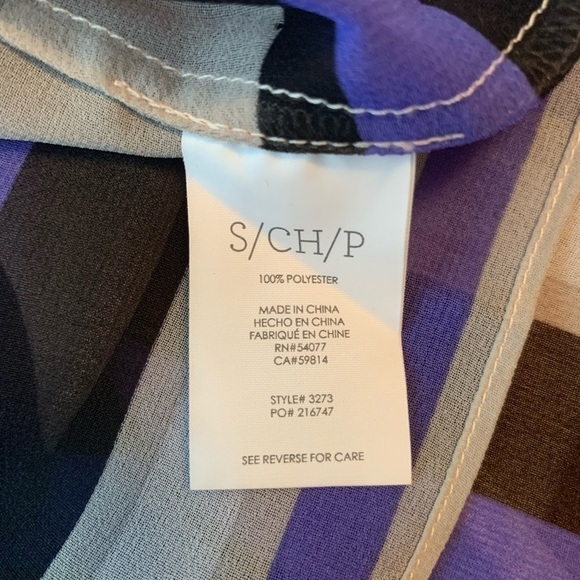 S/CH/P
100% POLYESTER
MADE IN CHINA
HECHO EN CHINA
FABRIQUÉ EN CHINE
RN#54077
CA#59814
STYLE# 3273
PO# 216747
SEE REVERSE FOR CARE